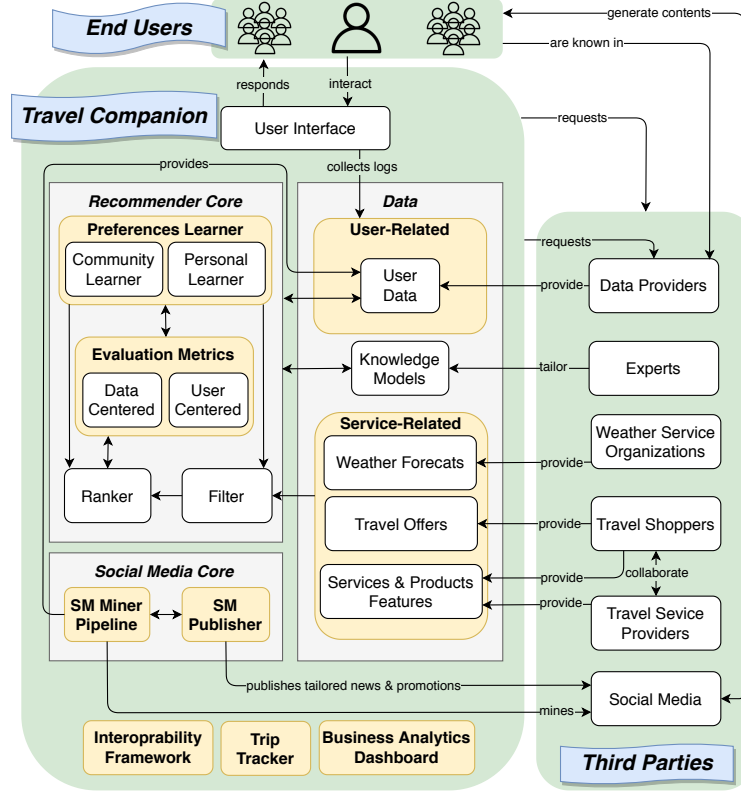 End Users
generate contents
are known in
responds
interact
Travel Companion
User Interface
requests
provides
collects logs
Recommender Core
Data
Preferences Learner
Community
Learner
Personal
Learner
User-Related
User
Data
requests
provide
Data Providers
Evaluation Metrics
Data
Centered
User
Centered
Knowledge
Models
tailor
Experts
Service-Related
Weather Forecats
provide
Weather Service
Organizations
Ranker
Filter
Travel Offers
provide
Travel Shoppers
Social Media Core
Services & Products
Features
provide
collaborate
provide
SM Miner
Pipeline
SM
Publisher
Travel Sevice
Providers
publishes tailored news & promotions
mines
Social Media
Interoprability
Framework
Trip
Tracker
Business Analytics
Dashboard
Third Parties